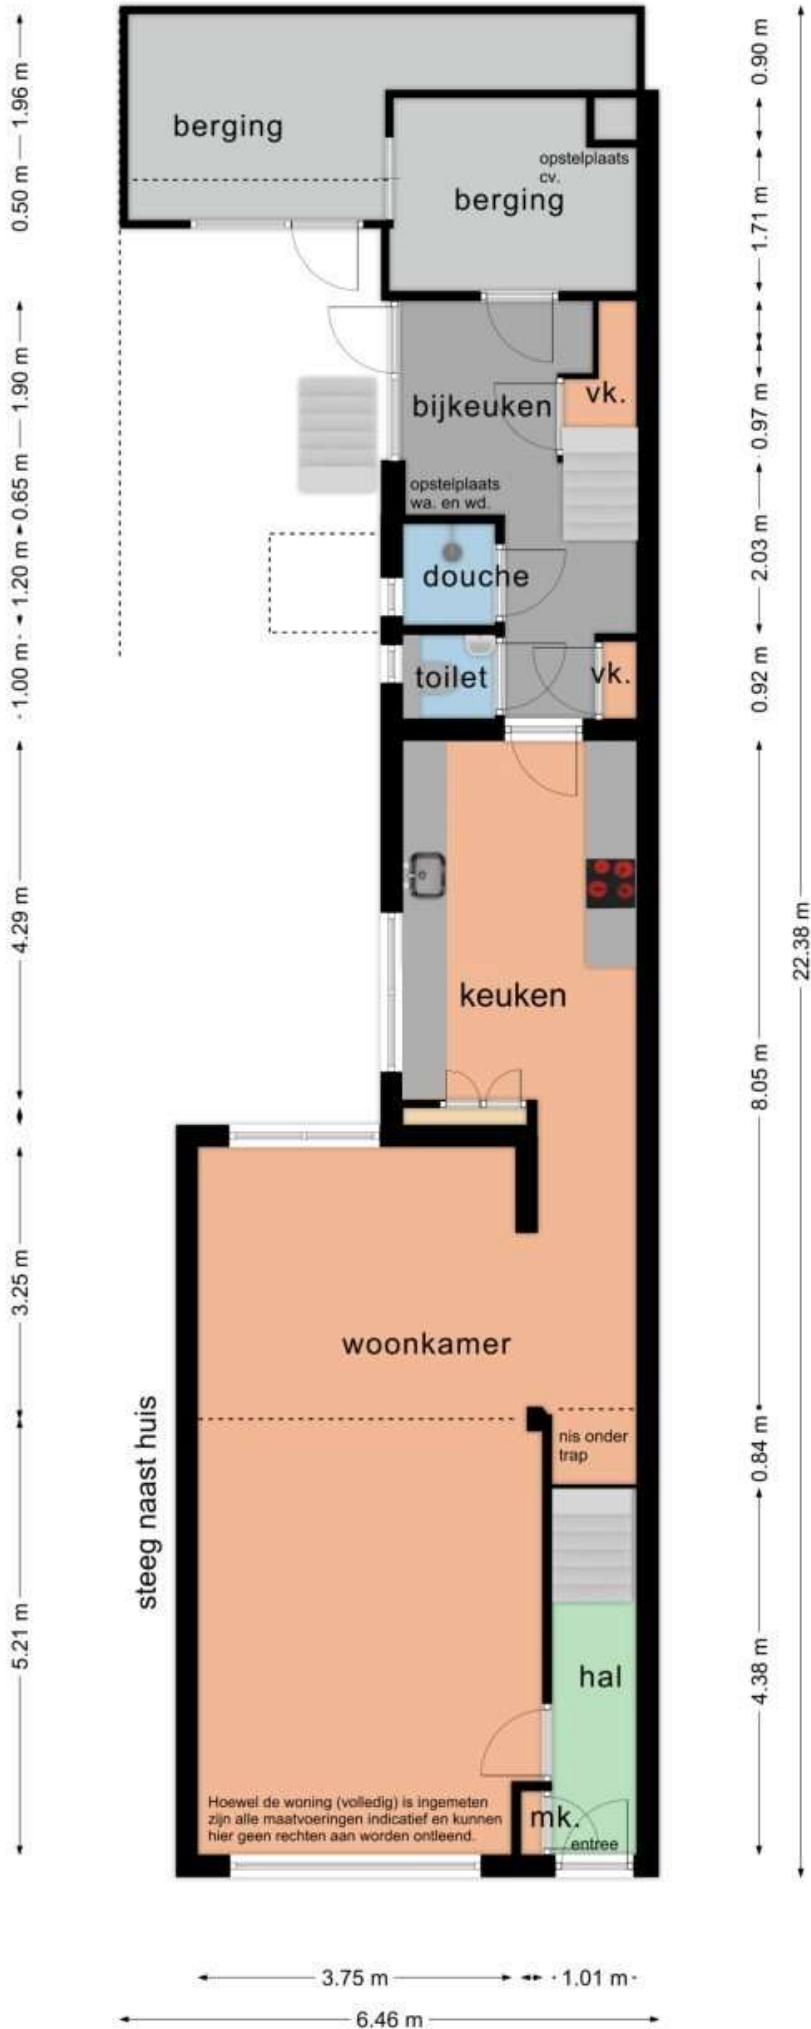 berging
opstelplaats
cv.
berging
bijkeuken
vk.
opstelplaats
wa. en wd.
douche
toilet
vk.
keuken
woonkamer
nis onder
trap
steeg naast huis
hal
Hoewel de woning (volledig) is ingemeten
zijn alle maatvoeringen indicatief en kunnen
hier geen rechten aan worden ontleend.
mk.
entree
1.96 m
0.50 m
1.90 m
0.65 m
1.20 m
1.00 m
4.29 m
3.25 m
5.21 m
0.90 m
1.71 m
0.97 m
2.03 m
0.92 m
8.05 m
0.84 m
4.38 m
22.38 m
3.75 m
1.01 m
6.46 m